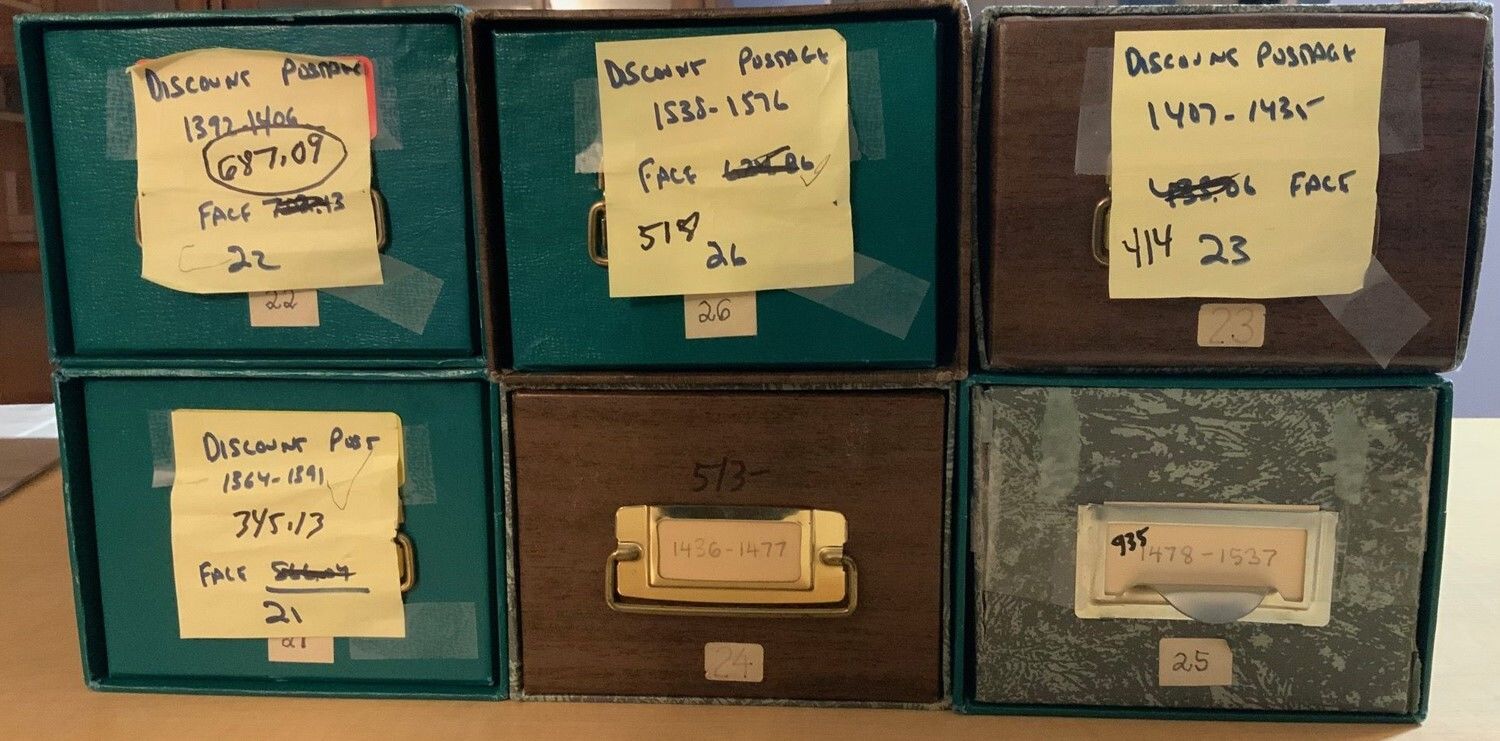 DISCOUNT POSTAGE
1392-1406
687.09
FACE
22
22
DISCOUNT POSTAGE
1538-1576
FACE
518
26
26
DISCOUNT POSTAGE
1407-1435
FACE
414 23
23
DISCOUNT POST
1364-1391
345.13
FACE
21
21
513-
1436-1477
24
935
1478-1537
25